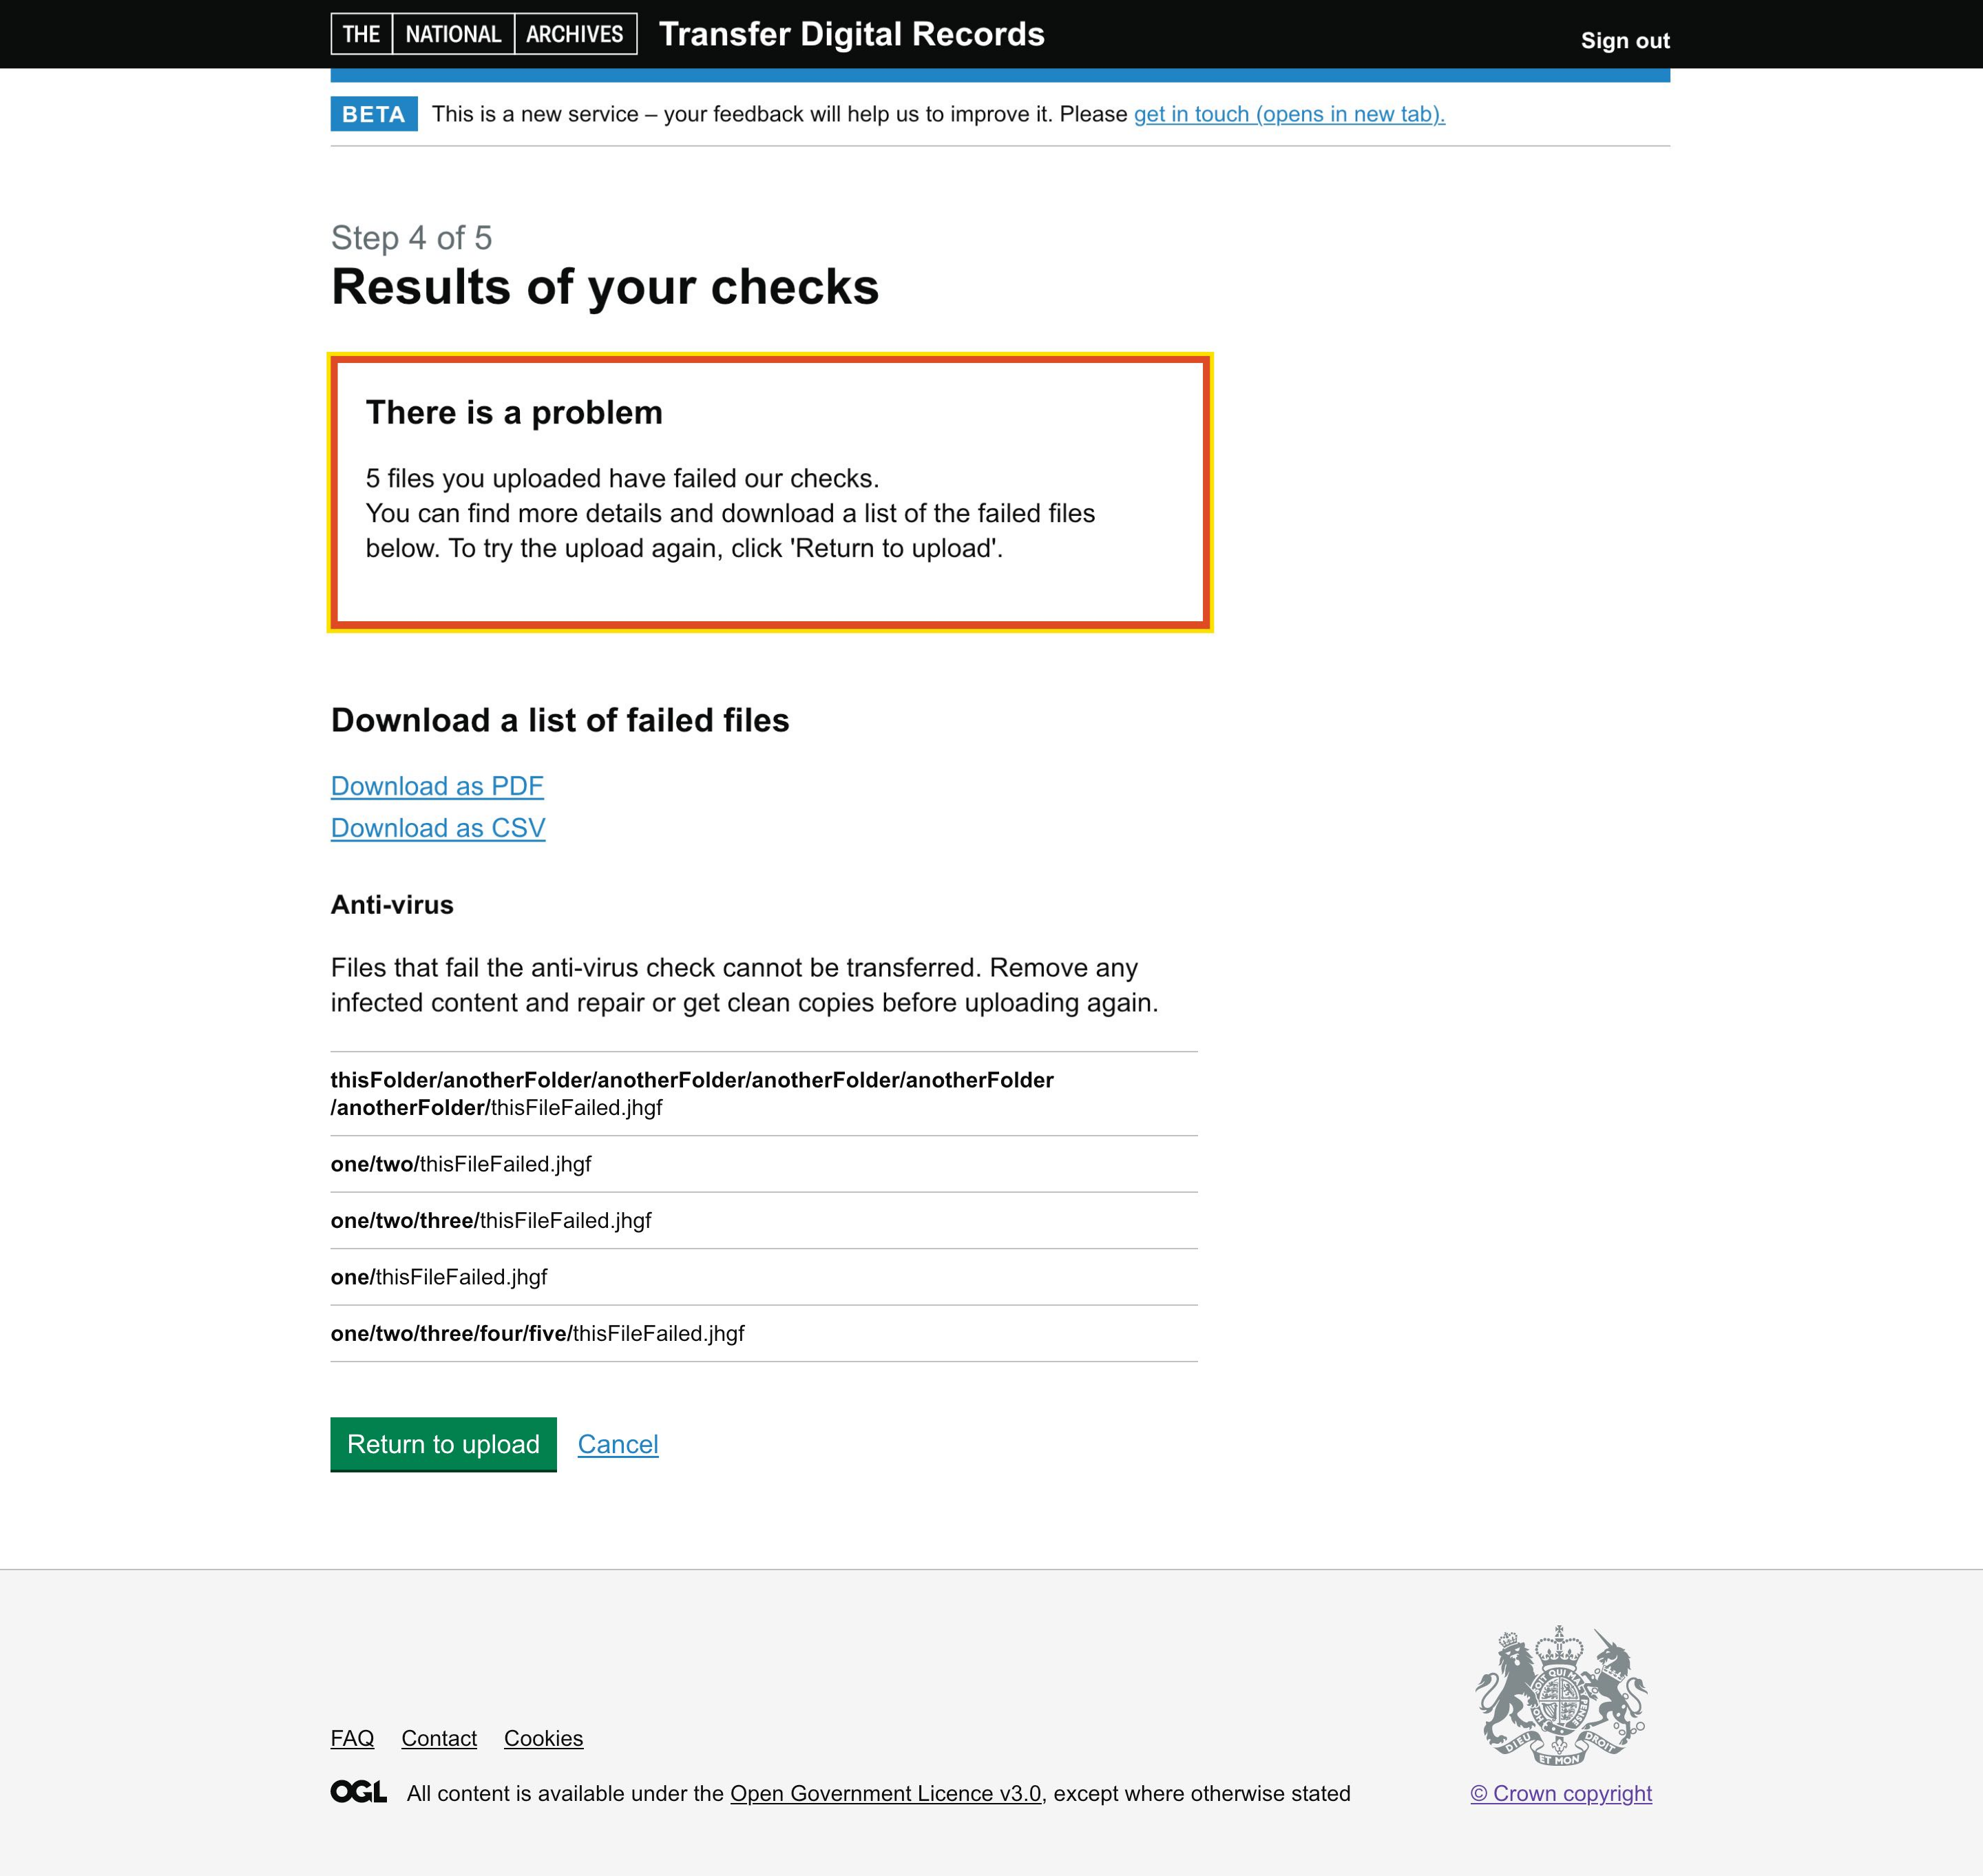 THE NATIONAL ARCHIVES Transfer Digital Records
Sign out
BETA This is a new service – your feedback will help us to improve it. Please get in touch (opens in new tab).
Step 4 of 5
Results of your checks
There is a problem
5 files you uploaded have failed our checks.
You can find more details and download a list of the failed files
below. To try the upload again, click 'Return to upload'.
Download a list of failed files
Download as PDF
Download as CSV
Anti-virus
Files that fail the anti-virus check cannot be transferred. Remove any
infected content and repair or get clean copies before uploading again.
thisFolder/anotherFolder/anotherFolder/anotherFolder/anotherFolder
/anotherFolder/thisFileFailed.jhgf
one/two/thisFileFailed.jhgf
one/two/three/thisFileFailed.jhgf
one/thisFileFailed.jhgf
one/two/three/four/five/thisFileFailed.jhgf
Return to upload Cancel
FAQ Contact Cookies
QUI MAL
DIEU ET MON DROIT
OGL All content is available under the Open Government Licence v3.0, except where otherwise stated
© Crown copyright